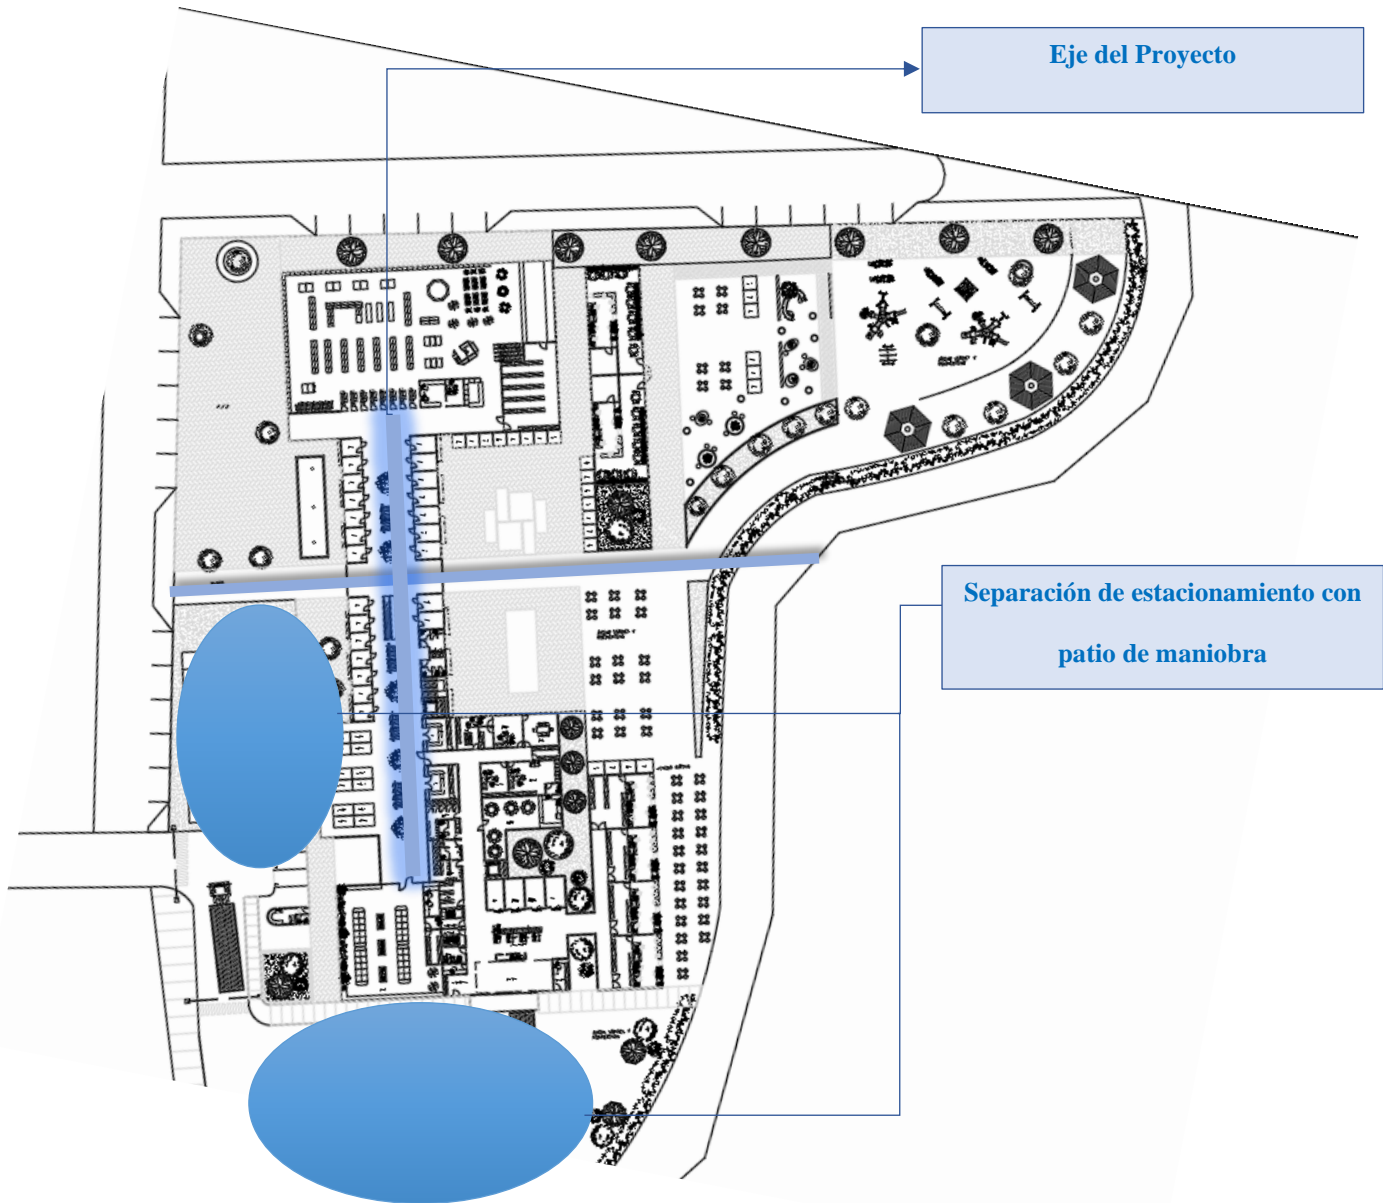 Eje del Proyecto
Separación de estacionamiento con
patio de maniobra